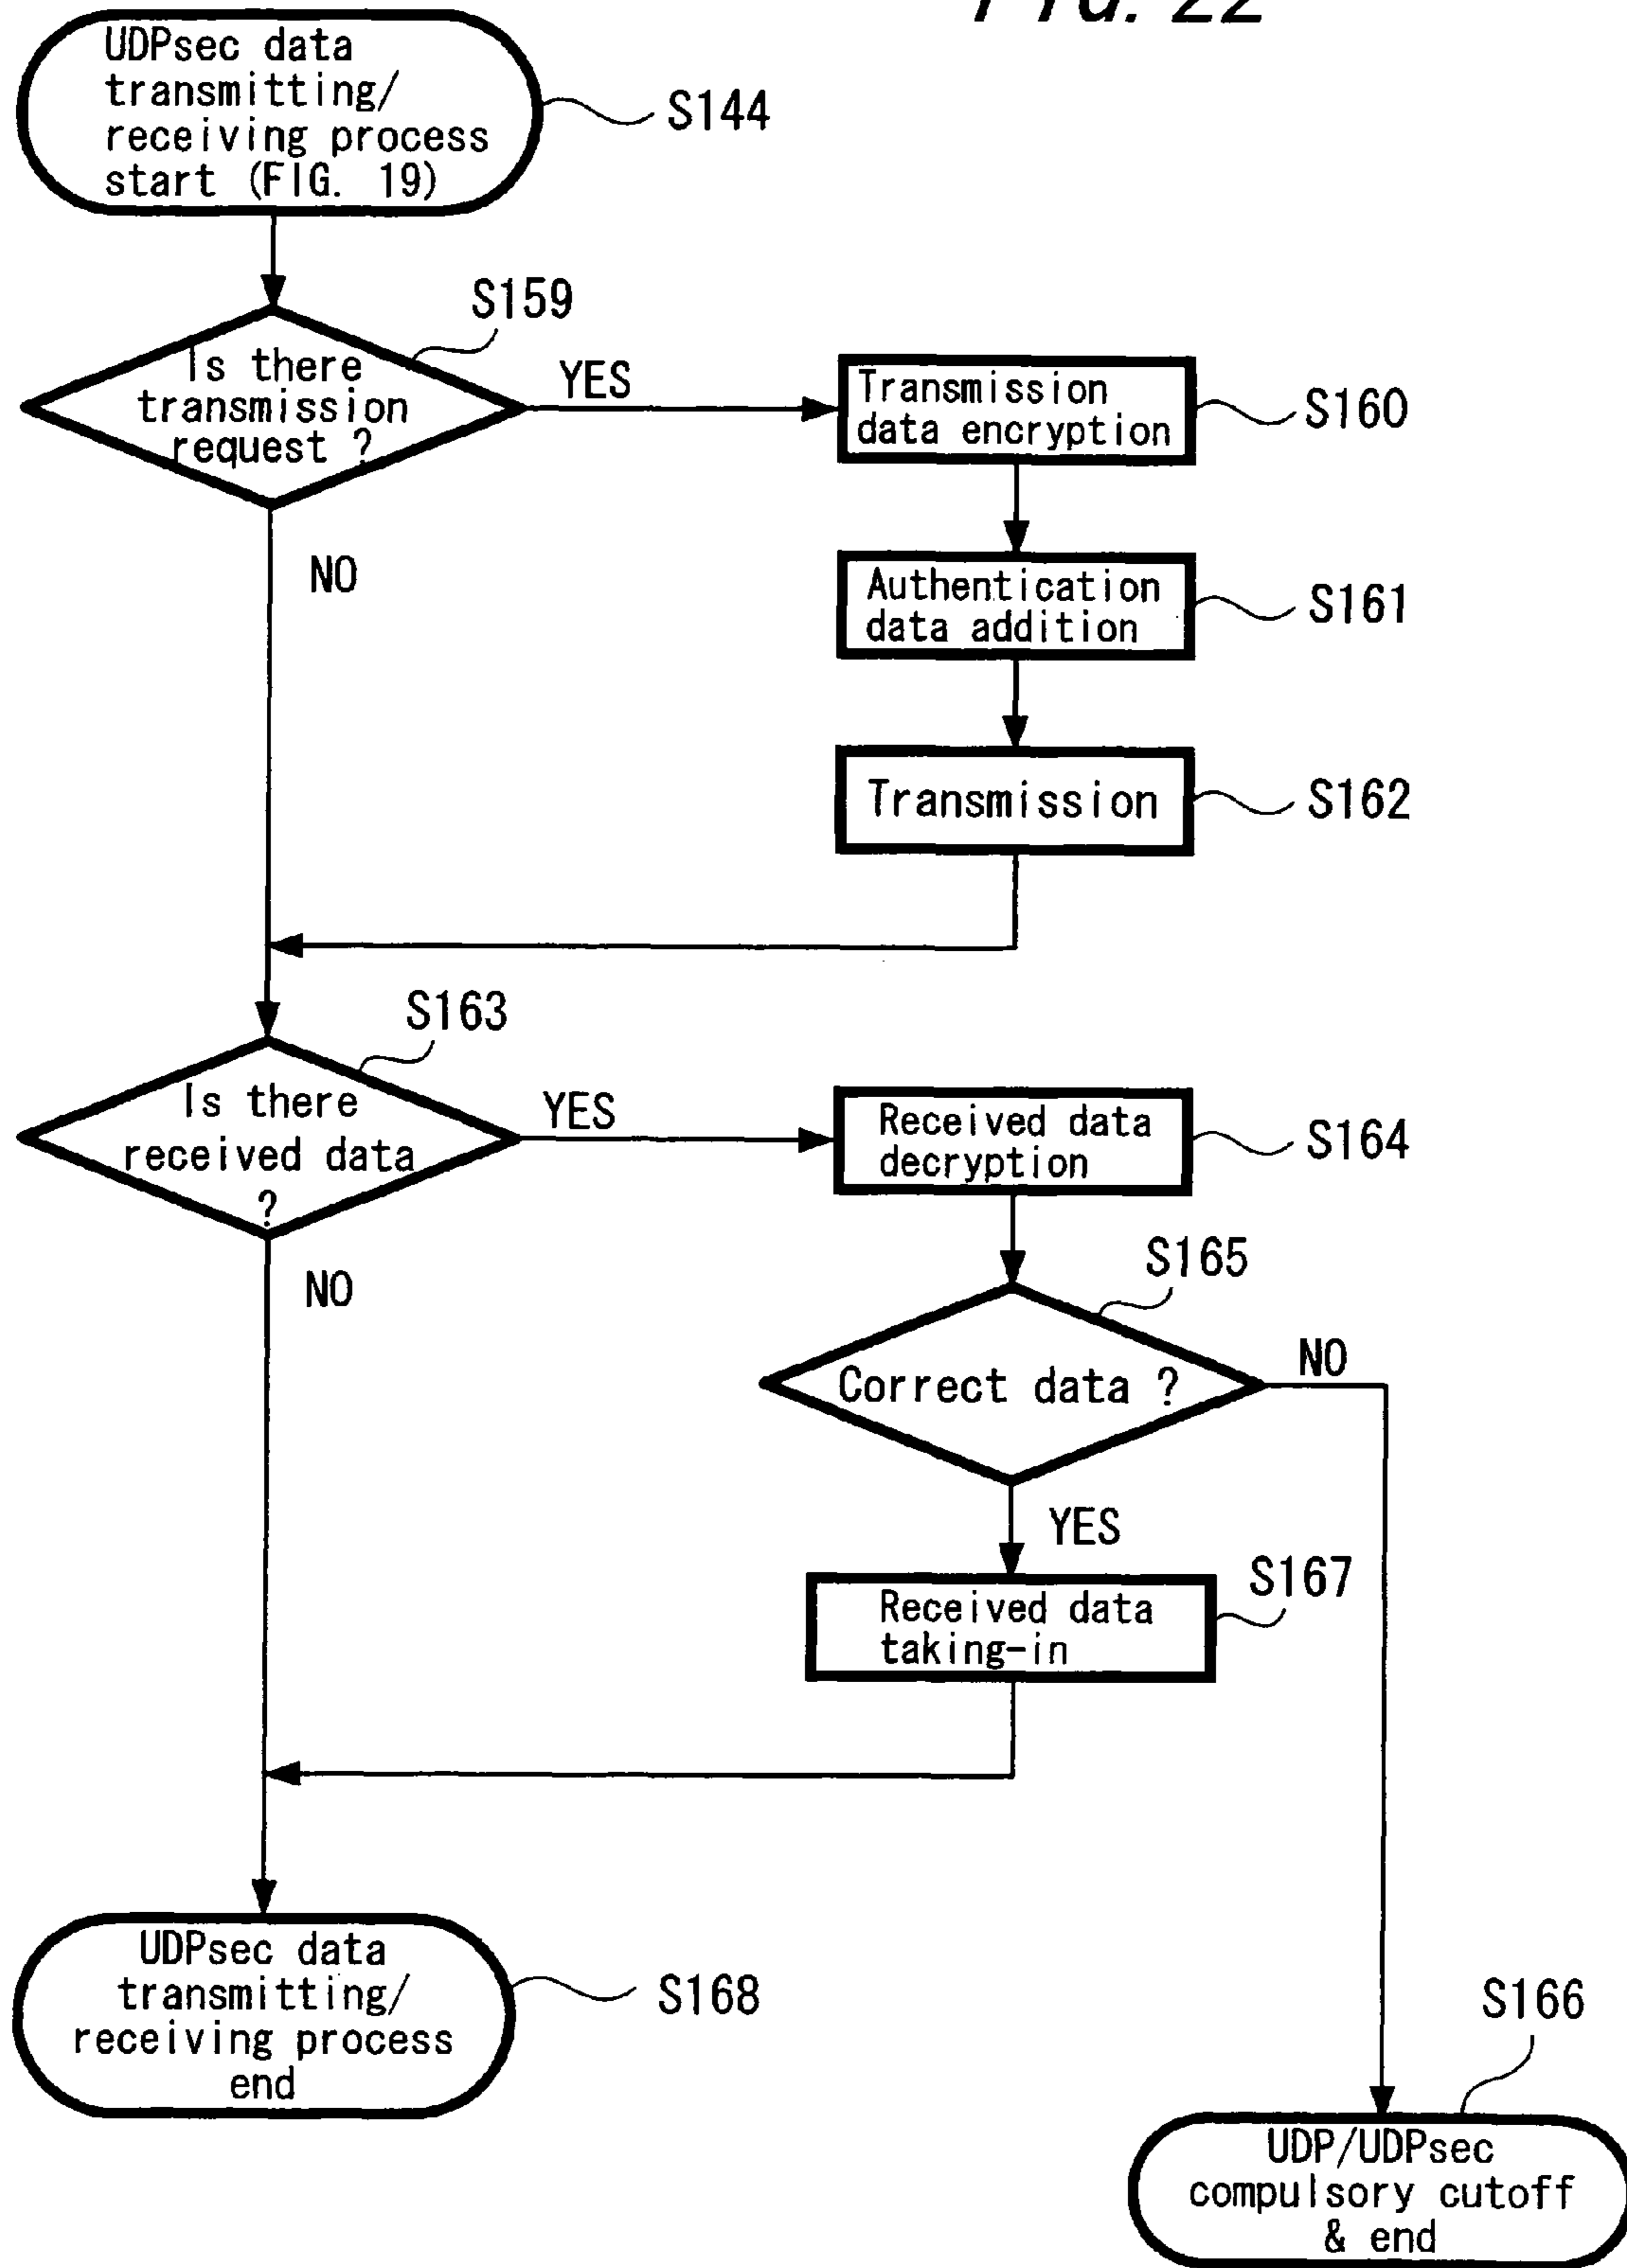 FIG. 22
UDPsec data
transmitting/
receiving process
start (FIG. 19)
S144
S159
Is there
transmission
request ?
YES
NO
Transmission
data encryption
S160
Authentication
data addition
S161
Transmission
S162
S163
Is there
received data
?
YES
NO
Received data
decryption
S164
S165
Correct data ?
NO
YES
S167
Received data
taking-in
UDPsec data
transmitting/
receiving process
end
S168
S166
UDP/UDPsec
compulsory cutoff
& end